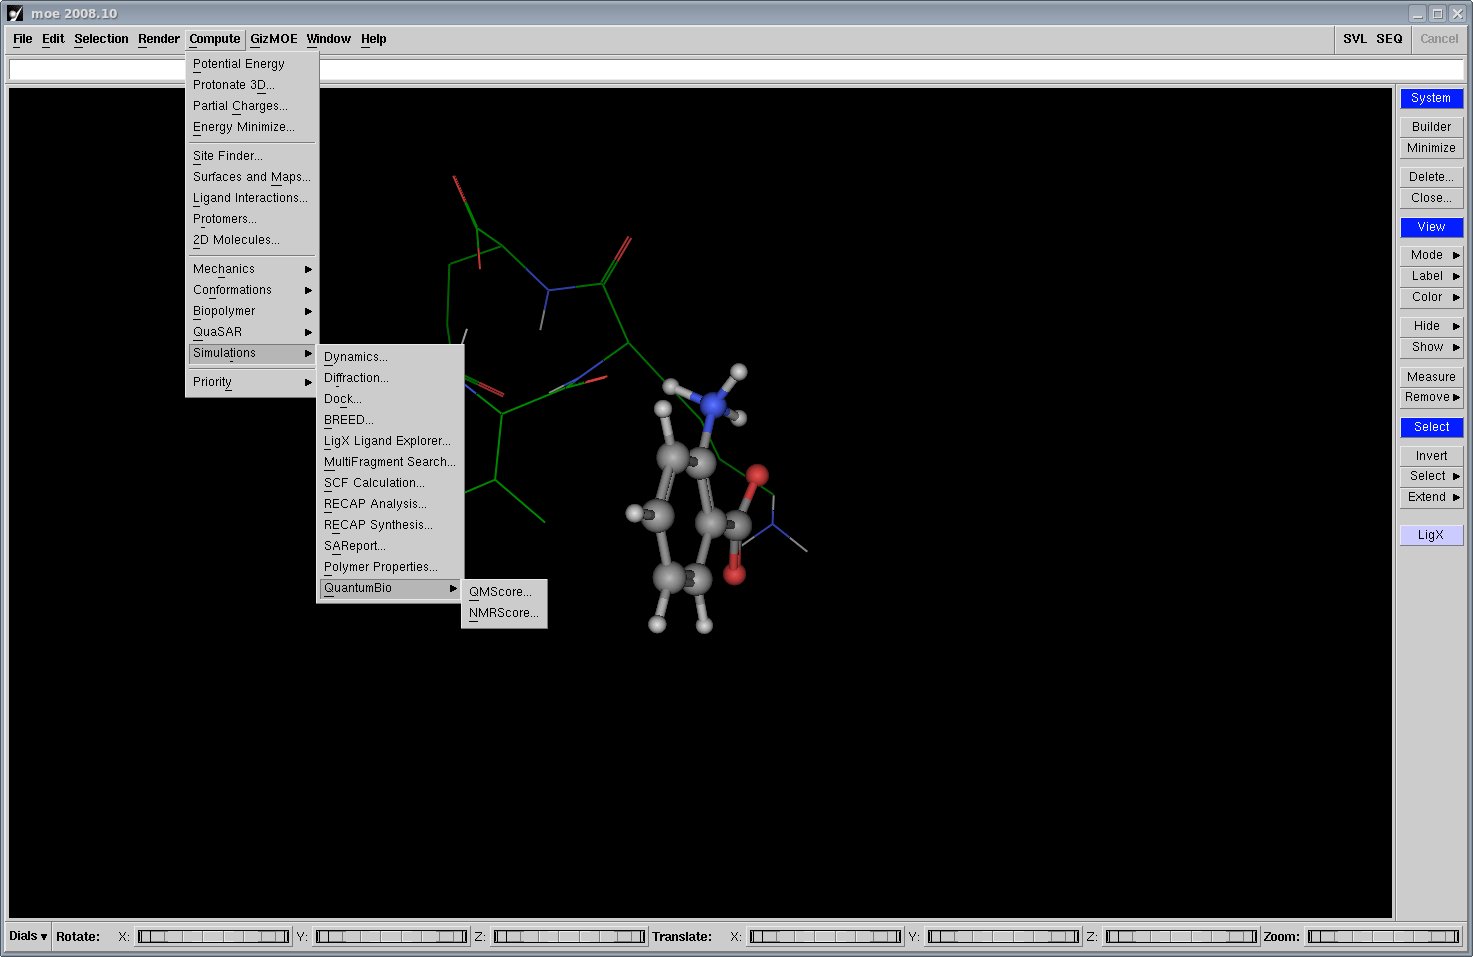 moe 2008.10
File Edit Selection Render Compute GizMOE Window Help
SVL SEQ Cancel
Potential Energy
Protonate 3D...
Partial Charges...
Energy Minimize...
Site Finder...
Surfaces and Maps...
Ligand Interactions...
Protomers...
2D Molecules...
Mechanics
Conformations
Biopolymer
QuaSAR
Simulations
Priority
Dynamics...
Diffraction...
Dock...
BREED...
LigX Ligand Explorer...
MultiFragment Search...
SCF Calculation...
RECAP Analysis...
RECAP Synthesis...
SAReport...
Polymer Properties...
QuantumBio
QMScore...
NMRScore...
System
Builder
Minimize
Delete...
Close...
View
Mode
Label
Color
Hide
Show
Measure
Remove
Select
Invert
Select
Extend
LigX
Dials Rotate: X: Y: Z: Translate: X: Y: Z: Zoom: